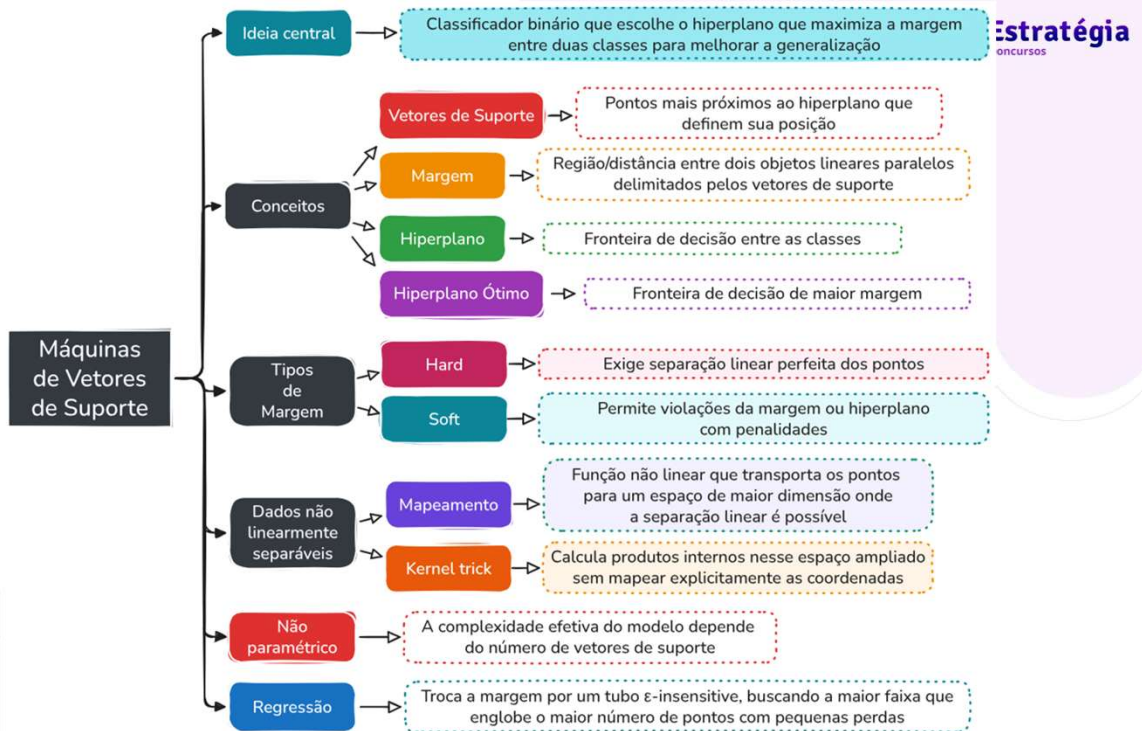 Estratégia
concursos
Ideia central
Classificador binário que escolhe o hiperplano que maximiza a margem
entre duas classes para melhorar a generalização
Conceitos
Vetores de Suporte
Pontos mais próximos ao hiperplano que
definem sua posição
Margem
Região/distância entre dois objetos lineares paralelos
delimitados pelos vetores de suporte
Hiperplano
Fronteira de decisão entre as classes
Hiperplano Ótimo
Fronteira de decisão de maior margem
Máquinas
de Vetores
de Suporte
Tipos
de
Margem
Hard
Exige separação linear perfeita dos pontos
Soft
Permite violações da margem ou hiperplano
com penalidades
Dados não
linearmente
separáveis
Mapeamento
Função não linear que transporta os pontos
para um espaço de maior dimensão onde
a separação linear é possível
Kernel trick
Calcula produtos internos nesse espaço ampliado
sem mapear explicitamente as coordenadas
Não
paramétrico
A complexidade efetiva do modelo depende
do número de vetores de suporte
Regressão
Troca a margem por um tubo ε-insensitive, buscando a maior faixa que
englobe o maior número de pontos com pequenas perdas